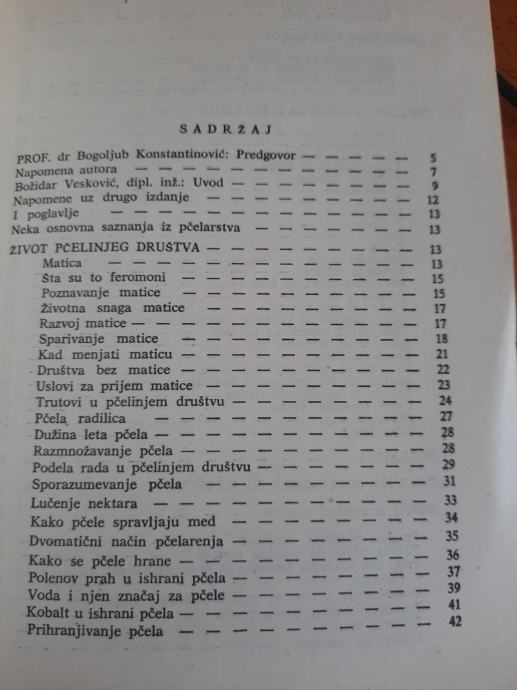 SADRŽAJ
PROF. dr Bogoljub Konstantinović: Predgovor — — — — — 5
Napomena autora — — — — — — — — — — 7
Božidar Vesković, dipl. inž.: Uvod — — — — — — — 9
Napomene uz drugo izdanje — — — — — — — — 12
I poglavlje — — — — — — — — — — 13
Neka osnovna saznanja iz pčelarstva — — — — — — 13
ŽIVOT PČELINJEG DRUŠTVA — — — — — — — — 13
Matica — — — — — — — — — — 13
Šta su to feromoni — — — — — — — — 15
Poznavanje matice — — — — — — — — 15
Životna snaga matice — — — — — — — — 17
Razvoj matice — — — — — — — — — — 17
Sparivanje matice — — — — — — — — 18
Kad menjati maticu — — — — — — — — 21
Društva bez matice — — — — — — — — 22
Uslovi za prijem matice — — — — — — — 23
Trutovi u pčelinjem društvu — — — — — — 24
Pčela radilica — — — — — — — — — 27
Dužina leta pčela — — — — — — — — — 28
Razmnožavanje pčela — — — — — — — — 28
Podela rada u pčelinjem društvu — — — — — — 29
Sporazumevanje pčela — — — — — — — — 31
Lučenje nektara — — — — — — — — — 33
Kako pčele spravljaju med — — — — — — — 34
Dvomatični način pčelarenja — — — — — — — 35
Kako se pčele hrane — — — — — — — — — 36
Polenov prah u ishrani pčela — — — — — — — 37
Voda i njen značaj za pčele — — — — — — — 39
Kobalt u ishrani pčela — — — — — — — — — 41
Prihranjivanje pčela — — — — — — — — — 42